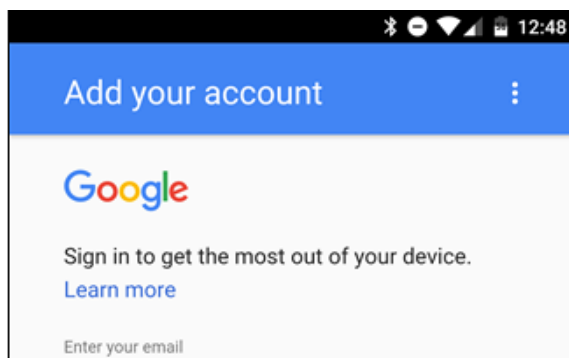 12:48
Add your account
Google
Sign in to get the most out of your device.
Learn more
Enter your email